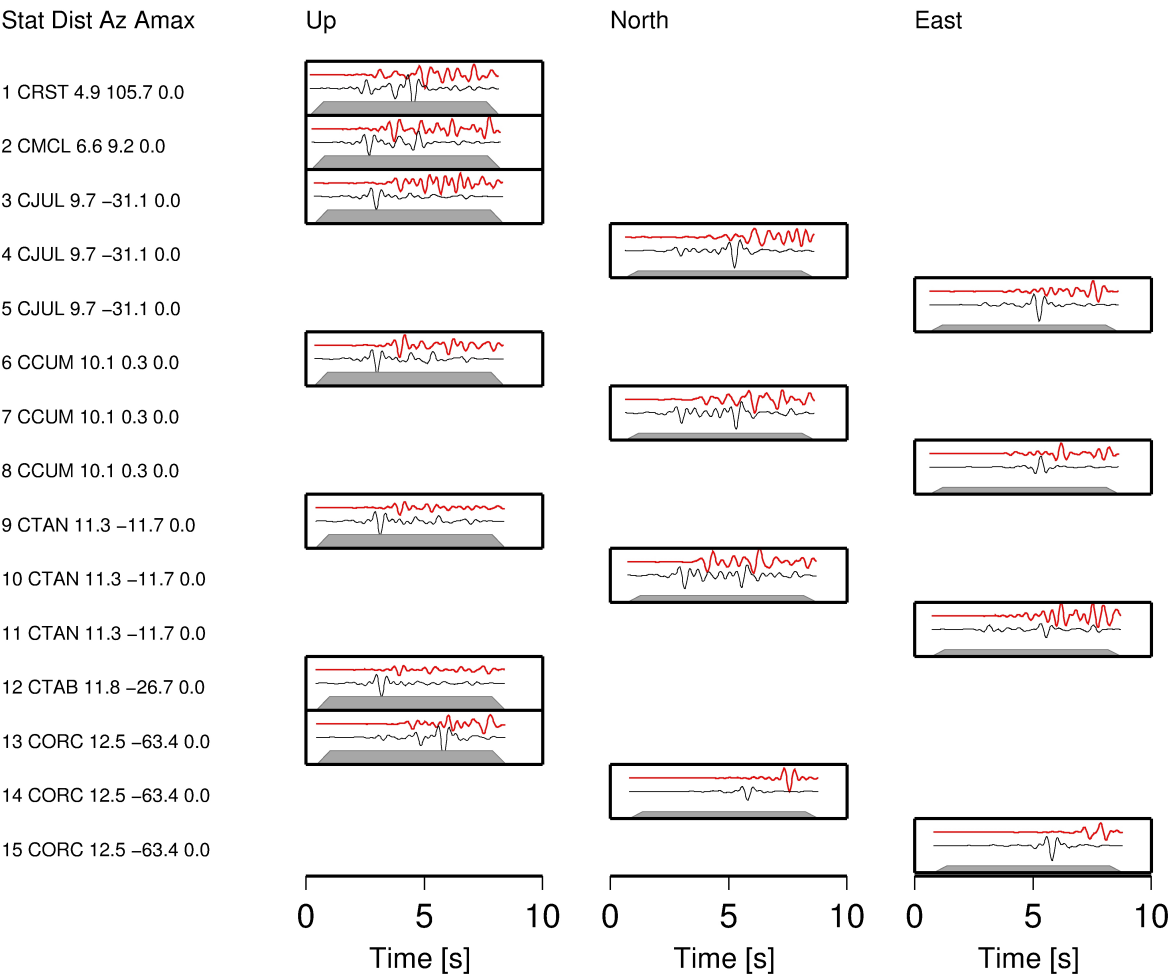 Stat Dist Az Amax Up North East
1 CRST 4.9 105.7 0.0
2 CMCL 6.6 9.2 0.0
3 CJUL 9.7 −31.1 0.0
4 CJUL 9.7 −31.1 0.0
5 CJUL 9.7 −31.1 0.0
6 CCUM 10.1 0.3 0.0
7 CCUM 10.1 0.3 0.0
8 CCUM 10.1 0.3 0.0
9 CTAN 11.3 −11.7 0.0
10 CTAN 11.3 −11.7 0.0
11 CTAN 11.3 −11.7 0.0
12 CTAB 11.8 −26.7 0.0
13 CORC 12.5 −63.4 0.0
14 CORC 12.5 −63.4 0.0
15 CORC 12.5 −63.4 0.0
0 5 10 0 5 10 0 5 10
Time [s] Time [s] Time [s]